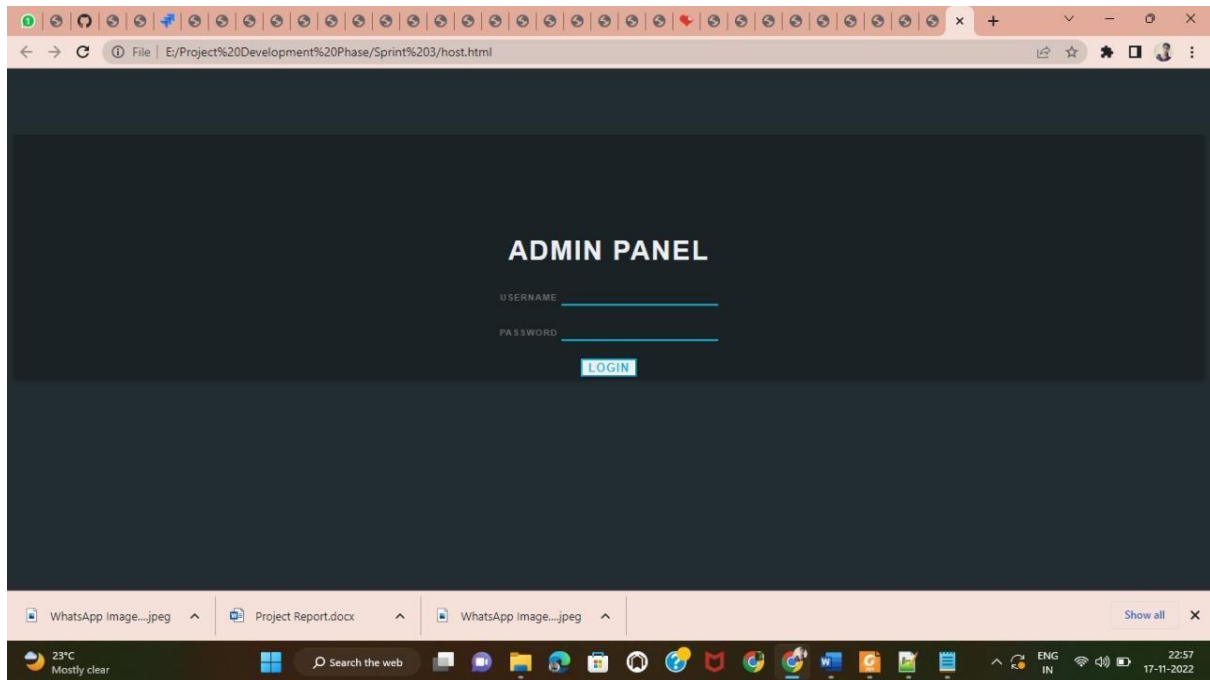 File | E:/Project%20Development%20Phase/Sprint%203/host.html
ADMIN PANEL
USERNAME
PASSWORD
LOGIN
WhatsApp Image....jpeg
Project Report.docx
WhatsApp Image....jpeg
Show all
23°C
Mostly clear
Search the web
ENG
IN
22:57
17-11-2022